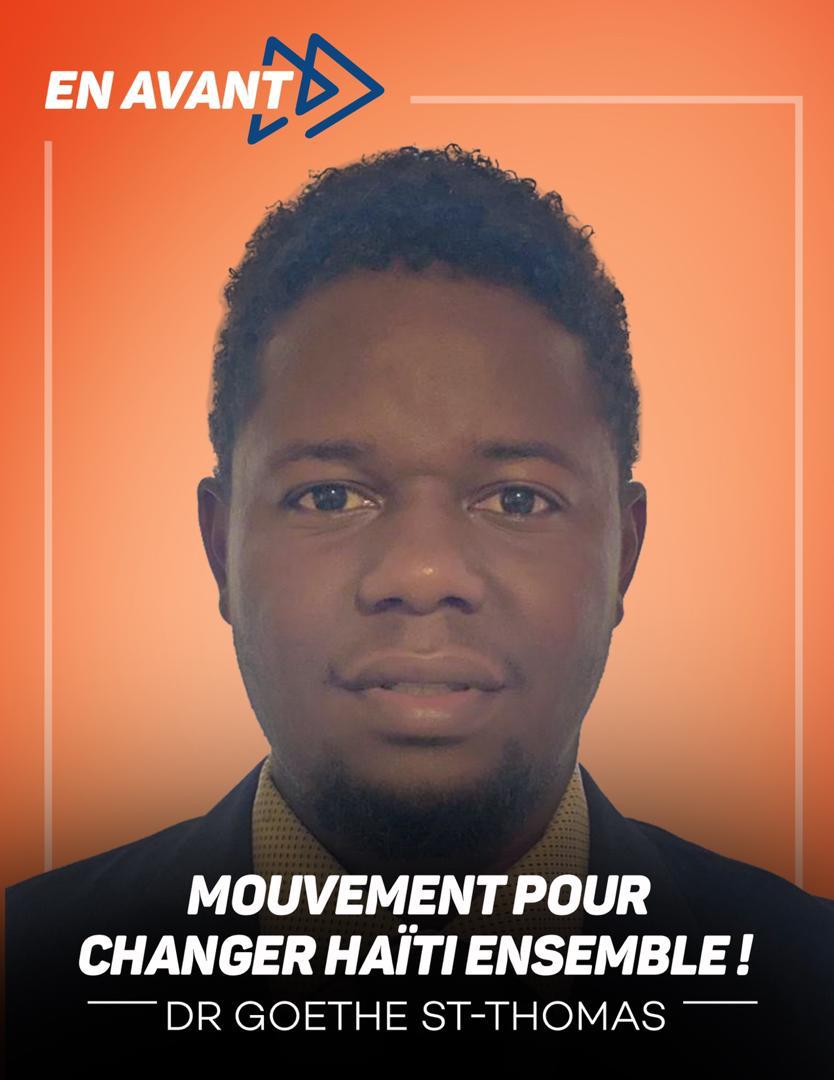 EN AVANT
MOUVEMENT POUR
CHANGER HAÏTI ENSEMBLE !
DR GOETHE ST-THOMAS